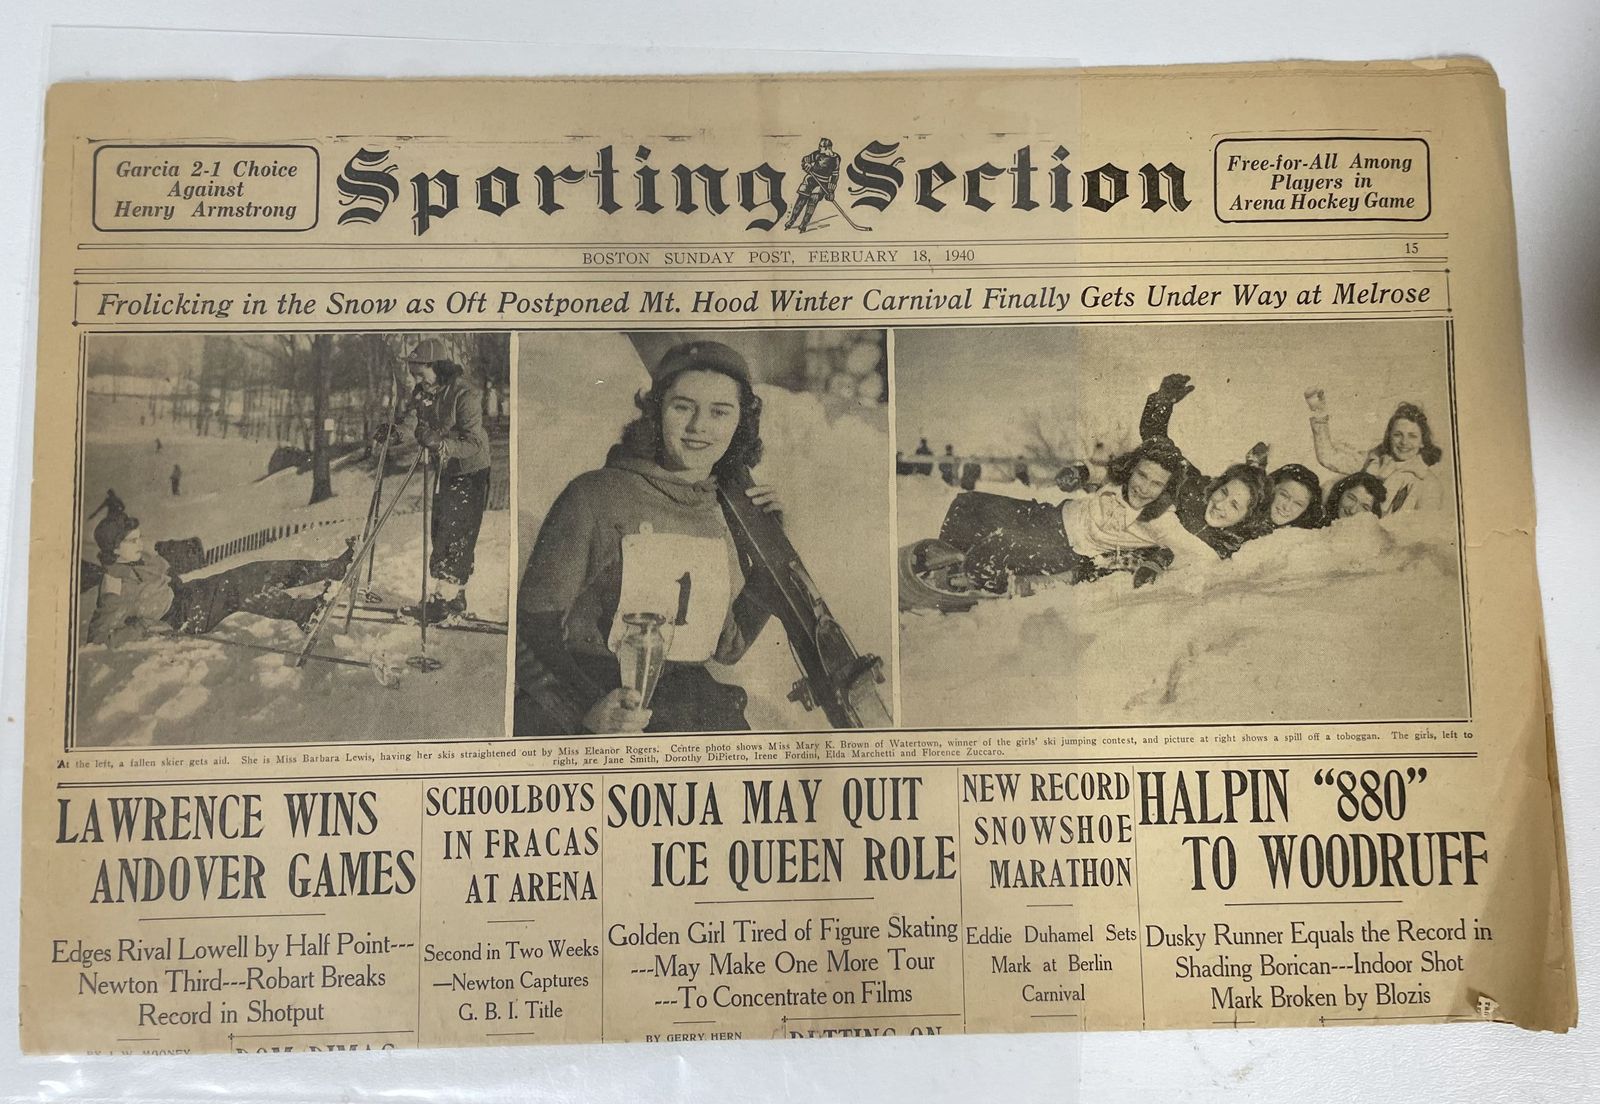 Garcia 2-1 Choice
Against
Henry Armstrong
Sporting Section
Free-for-All Among
Players in
Arena Hockey Game
BOSTON SUNDAY POST, FEBRUARY 18, 1940
15
Frolicking in the Snow as Oft Postponed Mt. Hood Winter Carnival Finally Gets Under Way at Melrose
1
At the left, a fallen skier gets aid. She is Miss Barbara Lewis, having her skis straightened out by Miss Eleanor Rogers. Centre photo shows Miss Mary K. Brown of Watertown, winner of the girls' ski jumping contest, and picture at right shows a spill off a toboggan. The girls, left to
right, are Jane Smith, Dorothy DiPietro, Irene Fordini, Elda Marchetti and Florence Zuccaro.
LAWRENCE WINS
ANDOVER GAMES
Edges Rival Lowell by Half Point---
Newton Third---Robart Breaks
Record in Shotput
BY J. W. MOONEY
SCHOOLBOYS
IN FRACAS
AT ARENA
Second in Two Weeks
—Newton Captures
G. B. I. Title
SONJA MAY QUIT
ICE QUEEN ROLE
Golden Girl Tired of Figure Skating
---May Make One More Tour
---To Concentrate on Films
BY GERRY HERN
PUTTING ON
NEW RECORD
SNOWSHOE
MARATHON
Eddie Duhamel Sets
Mark at Berlin
Carnival
HALPIN "880"
TO WOODRUFF
Dusky Runner Equals the Record in
Shading Borican---Indoor Shot
Mark Broken by Blozis